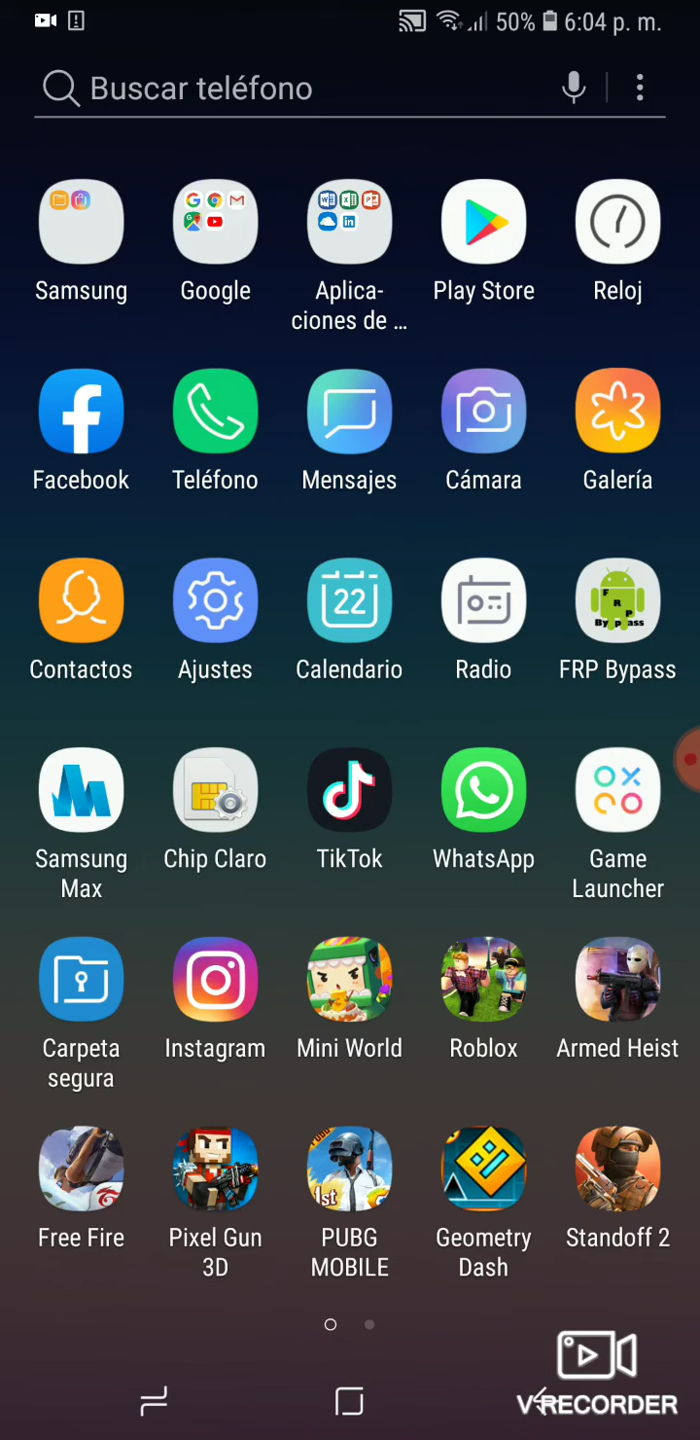 50% 6:04 p. m.
Buscar teléfono
Samsung
Google
Aplica-
ciones de ...
Play Store
Reloj
Facebook
Teléfono
Mensajes
Cámara
Galería
22
F
R
P
Bypass
Contactos
Ajustes
Calendario
Radio
FRP Bypass
Samsung
Max
Chip Claro
TikTok
WhatsApp
Game
Launcher
Carpeta
segura
Instagram
Mini World
Roblox
Armed Heist
1st
Free Fire
Pixel Gun
3D
PUBG
MOBILE
Geometry
Dash
Standoff 2
V RECORDER